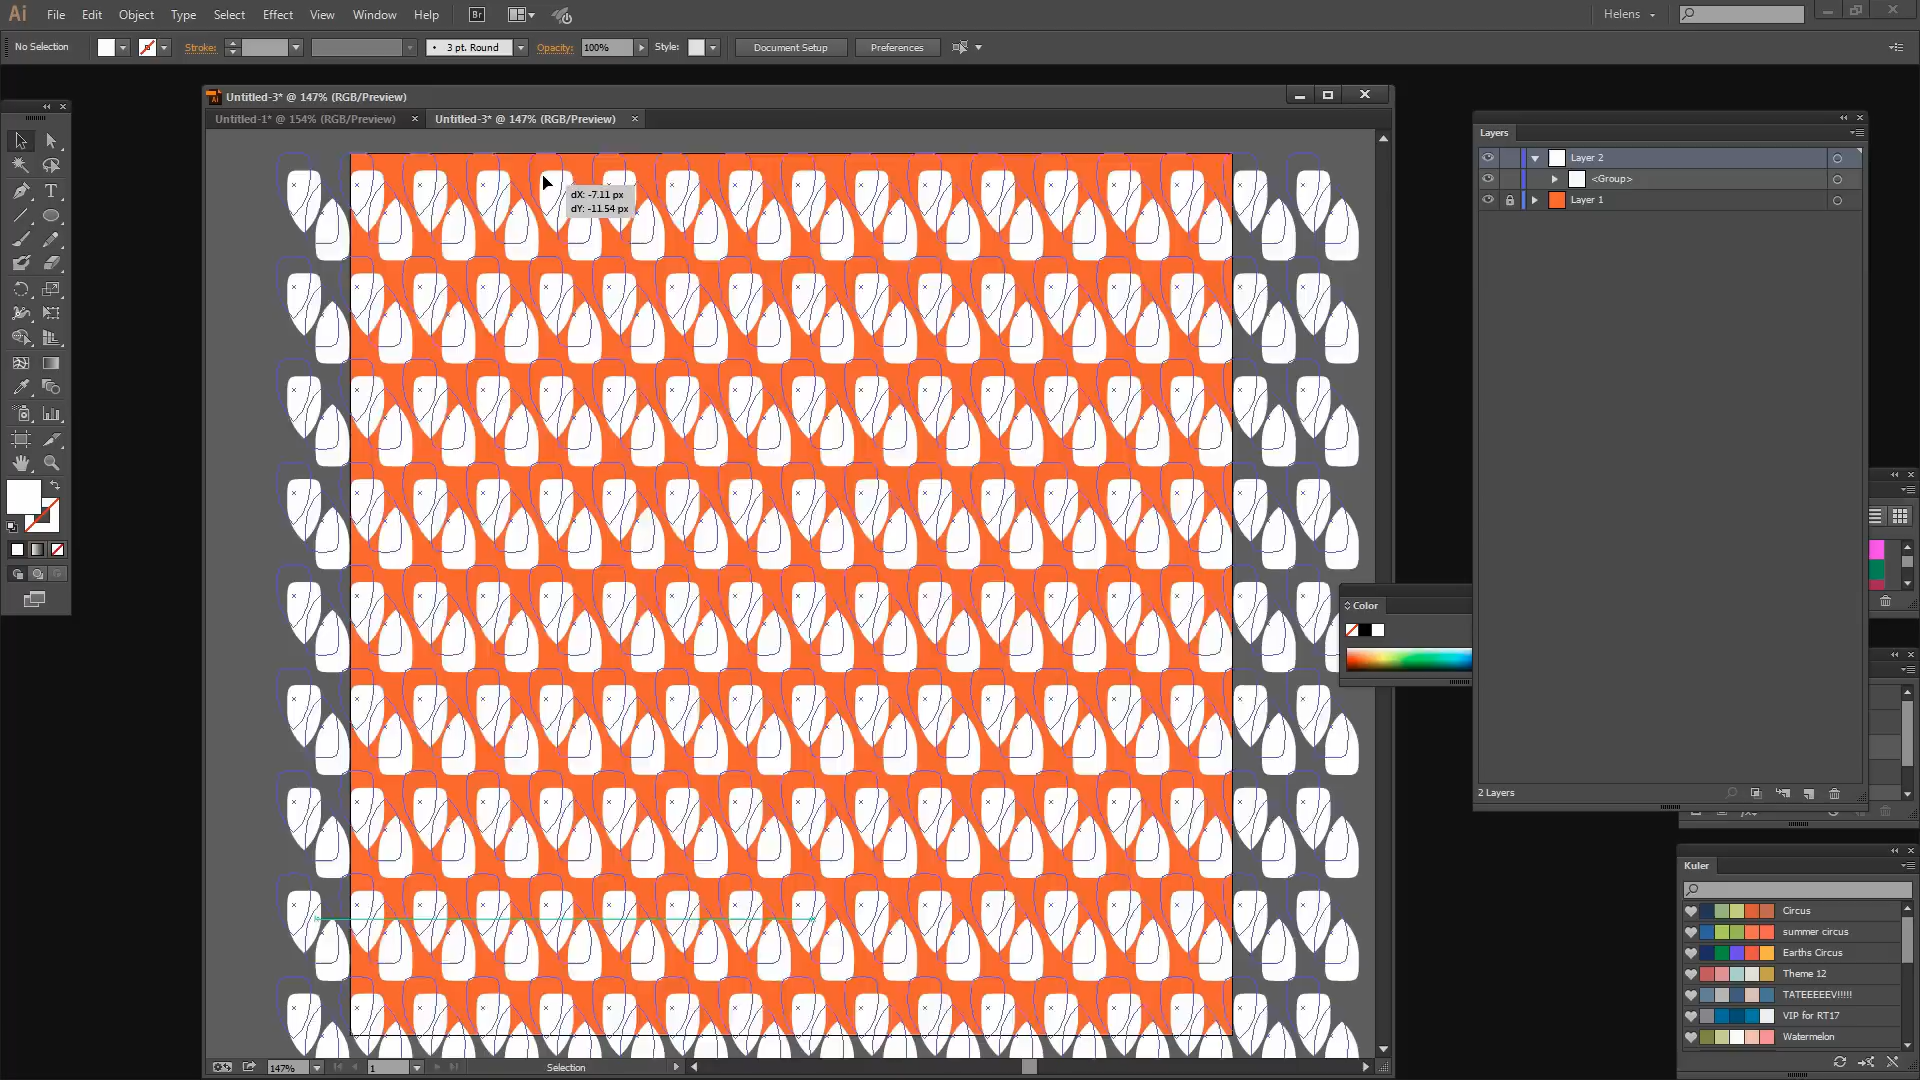 Ai File Edit Object Type Select Effect View Window Help Br Helens
No Selection Stroke: 3 pt. Round Opacity: 100% Style: Document Setup Preferences
Untitled-3* @ 147% (RGB/Preview)
Untitled-1* @ 154% (RGB/Preview) Untitled-3* @ 147% (RGB/Preview)
dX: -7.11 px
dY: -11.54 px
Layers
Layer 2
<Group>
Layer 1
2 Layers
Color
Kuler
Circus
summer circus
Earths Circus
Theme 12
TATEEEEEV!!!!!
VIP for RT17
Watermelon
147% 1 Selection